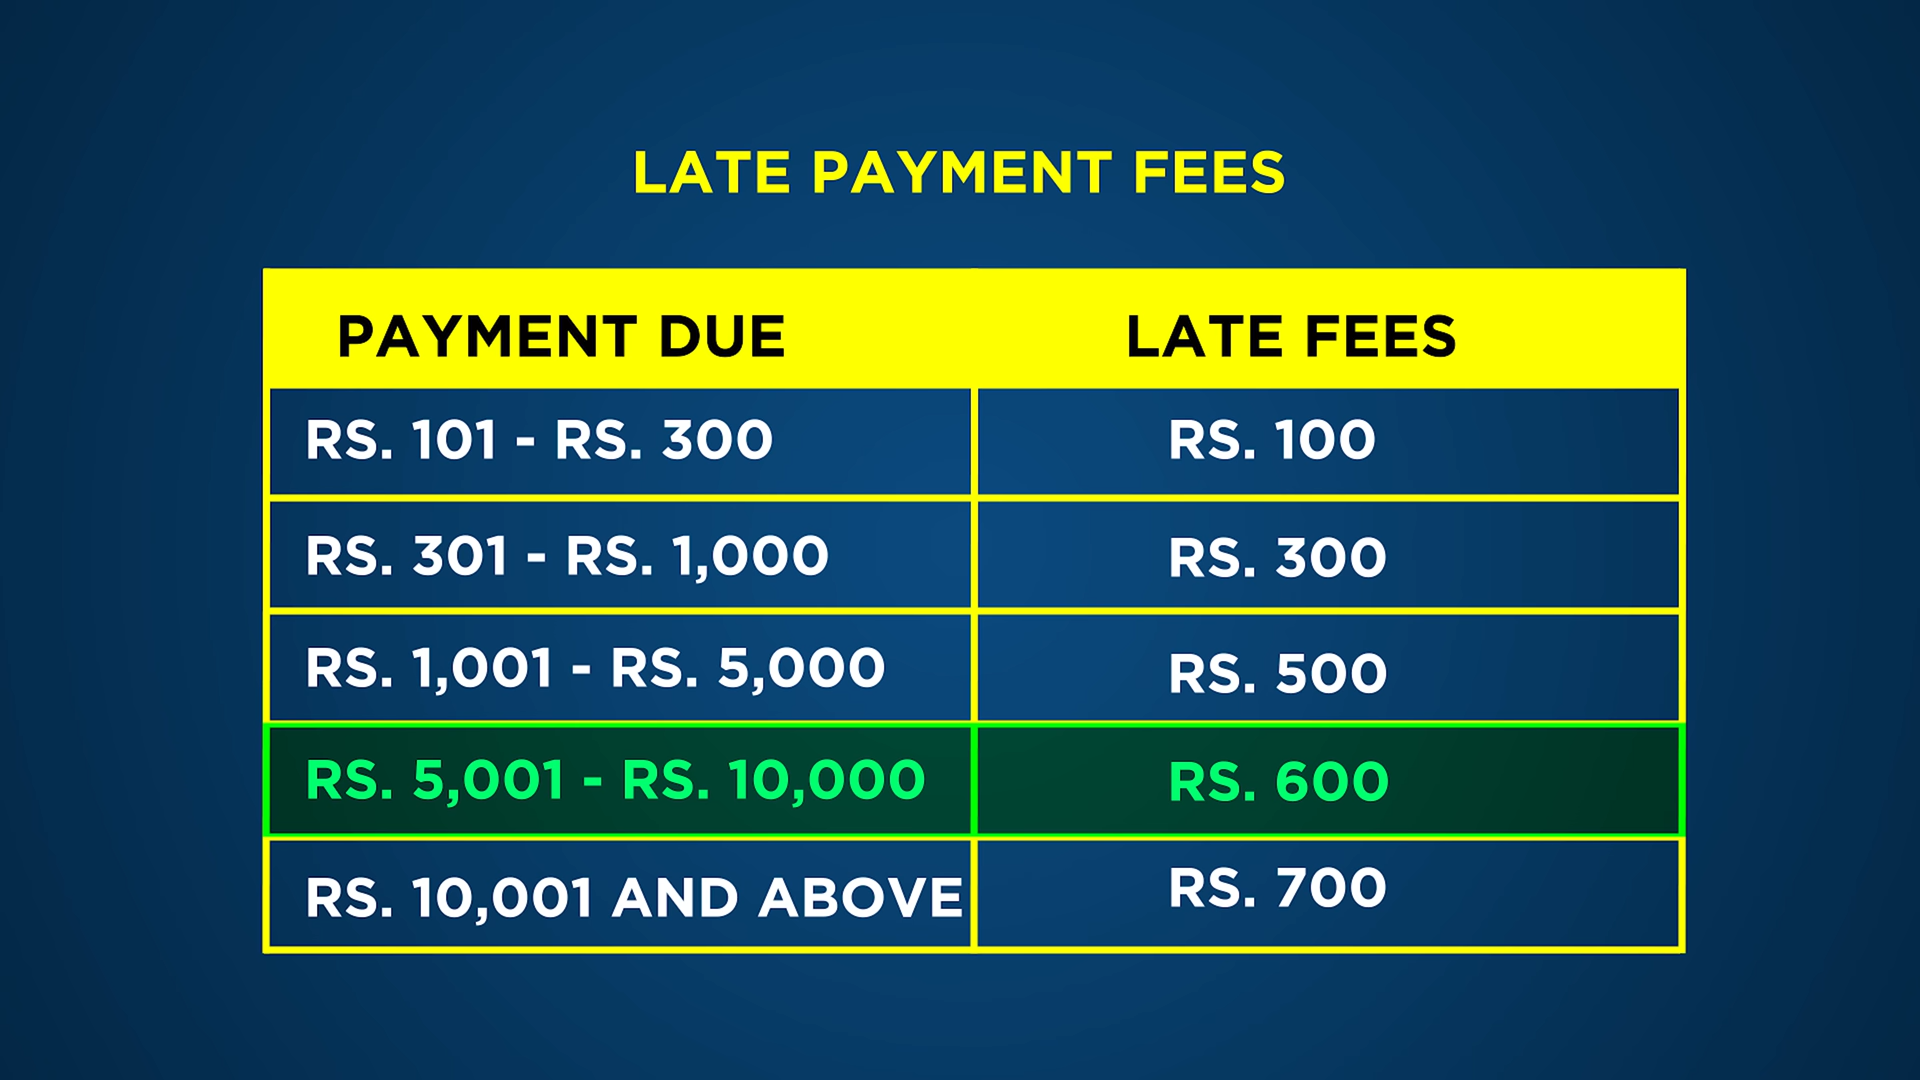 LATE PAYMENT FEES
PAYMENT DUE LATE FEES
RS. 101 - RS. 300 RS. 100
RS. 301 - RS. 1,000 RS. 300
RS. 1,001 - RS. 5,000 RS. 500
RS. 5,001 - RS. 10,000 RS. 600
RS. 10,001 AND ABOVE RS. 700